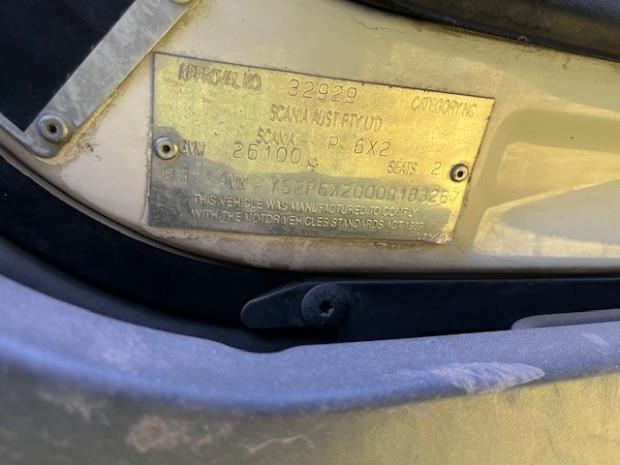 APPROVAL NO. 32929 CATEGORY NC
SCANIA AUST PTY LTD
SCANIA P 6X2
GVM 26100 KG SEATS 2
VIN YS2P6X20009183267
THIS VEHICLE WAS MANUFACTURED TO COMPLY
WITH THE MOTOR VEHICLES STANDARDS ACT 1989